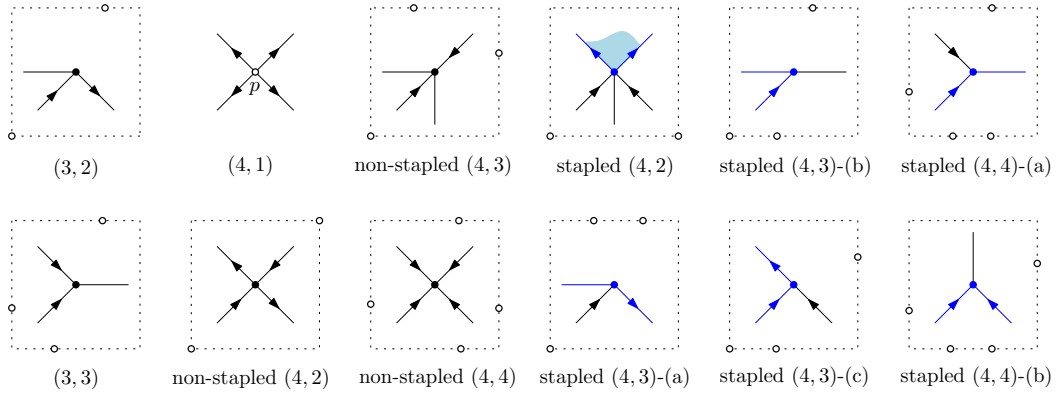 p
(3, 2)
(4, 1)
non-stapled (4, 3)
stapled (4, 2)
stapled (4, 3)-(b)
stapled (4, 4)-(a)
(3, 3)
non-stapled (4, 2)
non-stapled (4, 4)
stapled (4, 3)-(a)
stapled (4, 3)-(c)
stapled (4, 4)-(b)